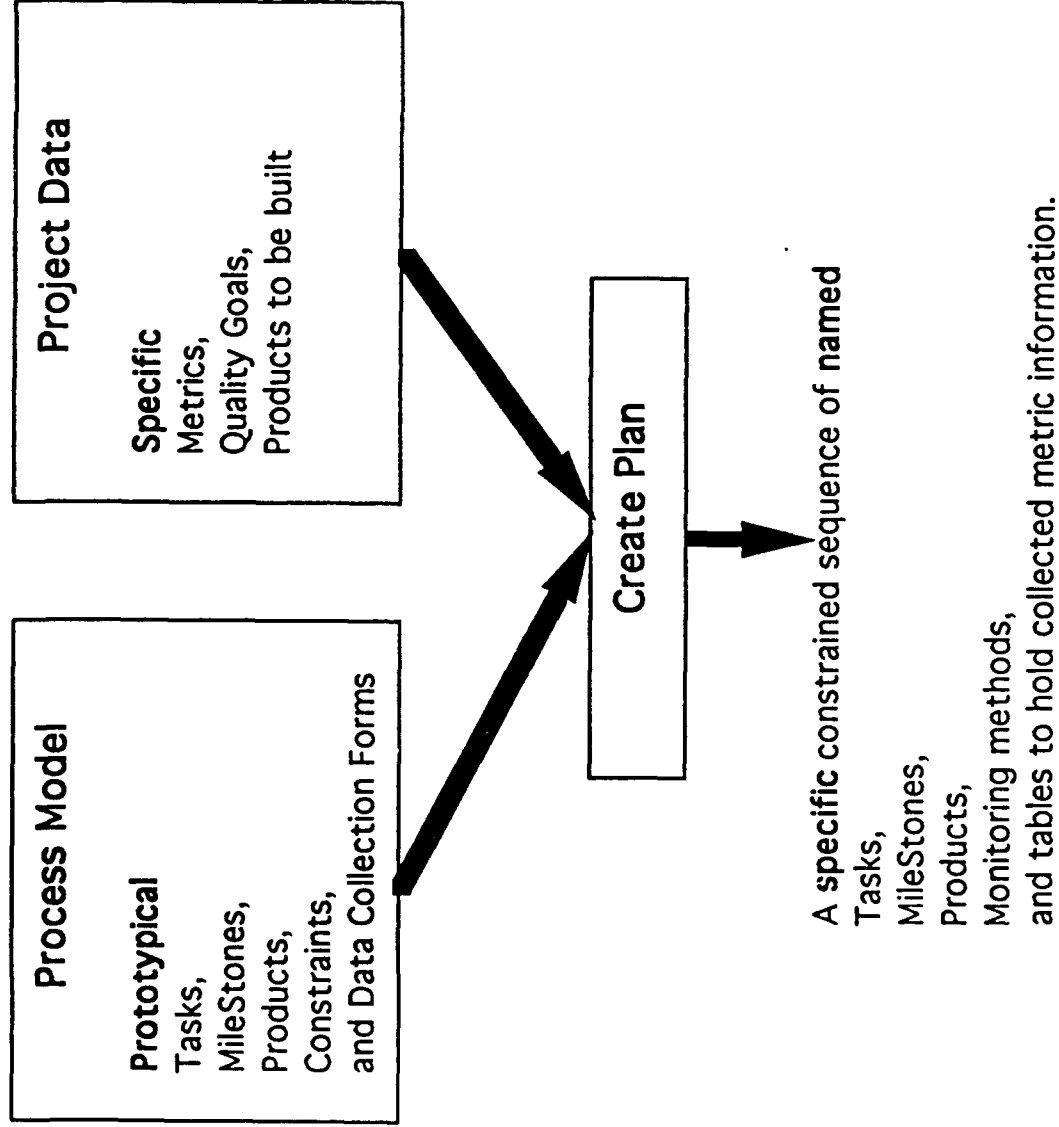 Process Model
Prototypical
Tasks,
MileStones,
Products,
Constraints,
and Data Collection Forms
Project Data
Specific
Metrics,
Quality Goals,
Products to be built
Create Plan
A specific constrained sequence of named
Tasks,
MileStones,
Products,
Monitoring methods,
and tables to hold collected metric information.